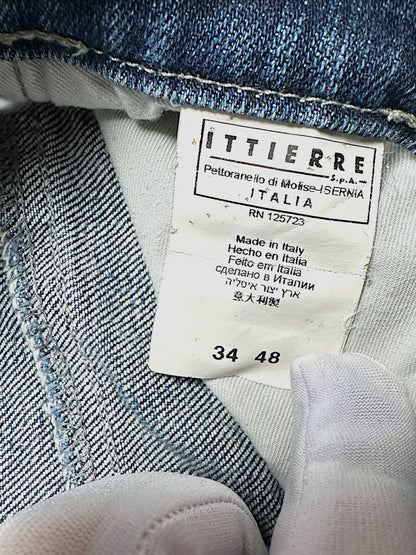 ITTIERRE
S.p.A.
Pettoranello di Molise-ISERNIA
ITALIA
RN 125723
Made in Italy
Hecho en Italia
Feito em Italia
сделано в Италии
ארץ יצור איטליה
意大利製
34 48